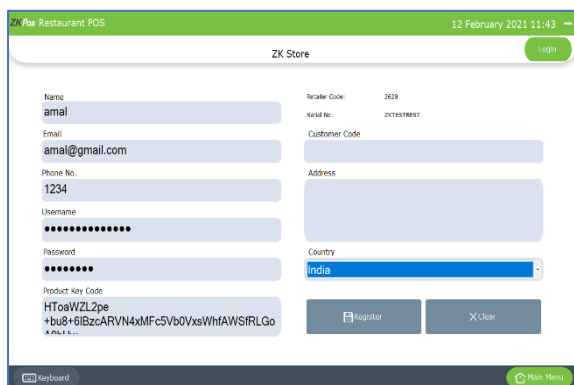 ZKPos Restaurant POS
12 February 2021 11:43
ZK Store
Login
Name
amal
Email
amal@gmail.com
Phone No.
1234
Username
Password
Product Key Code
HToaWZL2pe
+bu8+6lBzcARVN4xMFc5Vb0VxsWhfAWSfRLGo
Retailer Code: 2629
Serial No: ZKTESTREST
Customer Code
Address
Country
India
Register
Clear
Keyboard
Main Menu